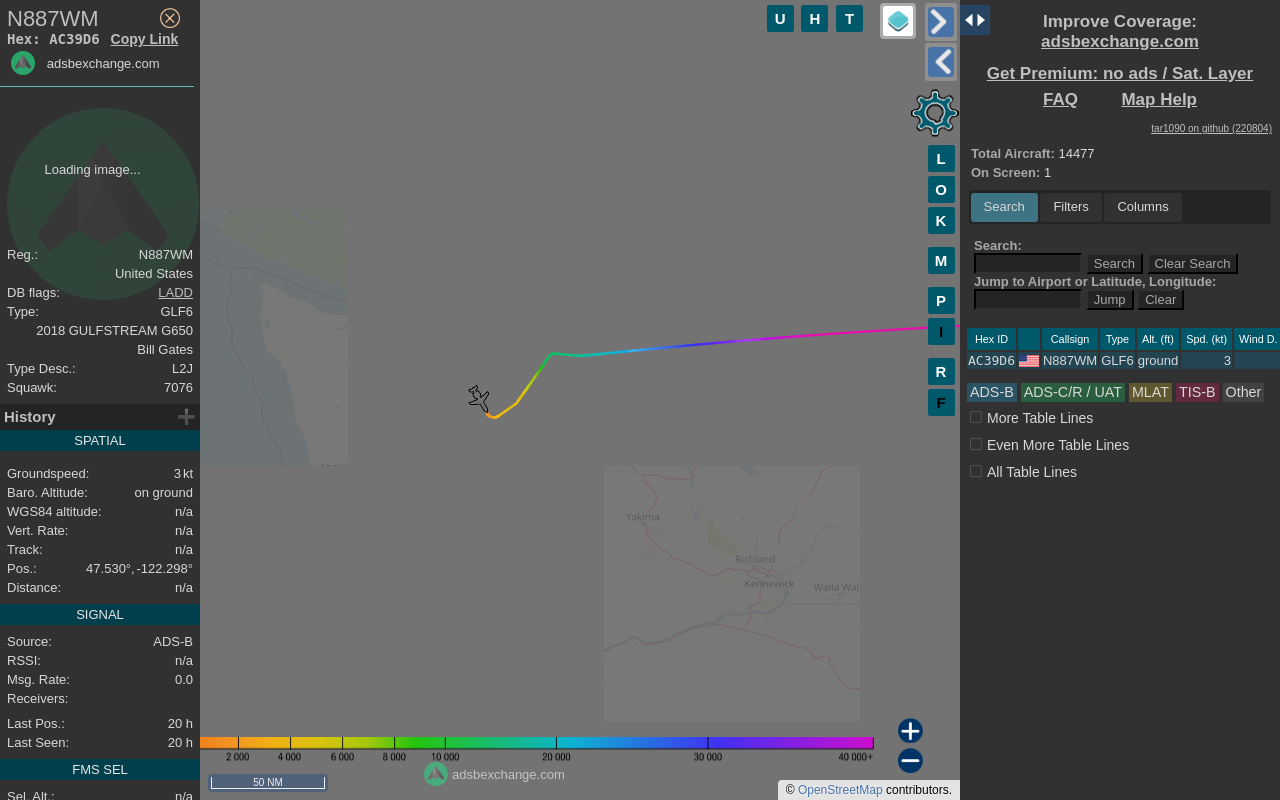 N887WM
Hex: AC39D6 Copy Link
adsbexchange.com
Loading image...
Reg.: N887WM
United States
DB flags: LADD
Type: GLF6
2018 GULFSTREAM G650
Bill Gates
Type Desc.: L2J
Squawk: 7076
History
SPATIAL
Groundspeed: 3 kt
Baro. Altitude: on ground
WGS84 altitude: n/a
Vert. Rate: n/a
Track: n/a
Pos.: 47.530°, -122.298°
Distance: n/a
SIGNAL
Source: ADS-B
RSSI: n/a
Msg. Rate: 0.0
Receivers:
Last Pos.: 20 h
Last Seen: 20 h
FMS SEL
Sel. Alt.: n/a
U H T
L
O
K
M
P
I
R
F
Yakima
Richland
Kennewick
Walla Wal
2 000 4 000 6 000 8 000 10 000 20 000 30 000 40 000+
adsbexchange.com
50 NM
© OpenStreetMap contributors.
Improve Coverage:
adsbexchange.com
Get Premium: no ads / Sat. Layer
FAQ Map Help
tar1090 on github (220804)
Total Aircraft: 14477
On Screen: 1
Search Filters Columns
Search:
Search Clear Search
Jump to Airport or Latitude, Longitude:
Jump Clear
Hex ID Callsign Type Alt. (ft) Spd. (kt) Wind D.
AC39D6 N887WM GLF6 ground 3
ADS-B ADS-C/R / UAT MLAT TIS-B Other
More Table Lines
Even More Table Lines
All Table Lines